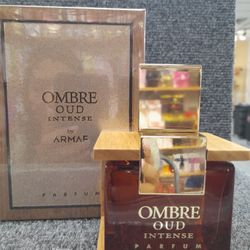 OMBRE
OUD
INTENSE
by
ARMAF
PARFUM
OMBRE
OUD
INTENSE
PARFUM